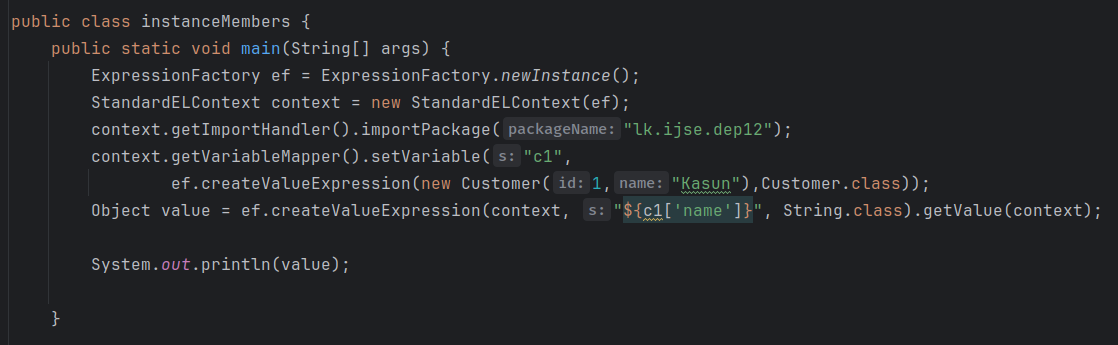 public class instanceMembers {
public static void main(String[] args) {
ExpressionFactory ef = ExpressionFactory.newInstance();
StandardELContext context = new StandardELContext(ef);
context.getImportHandler().importPackage( packageName: "lk.ijse.dep12");
context.getVariableMapper().setVariable( s: "c1",
ef.createValueExpression(new Customer( id: 1, name: "Kasun"),Customer.class));
Object value = ef.createValueExpression(context, s: "${c1['name']}", String.class).getValue(context);
System.out.println(value);
}